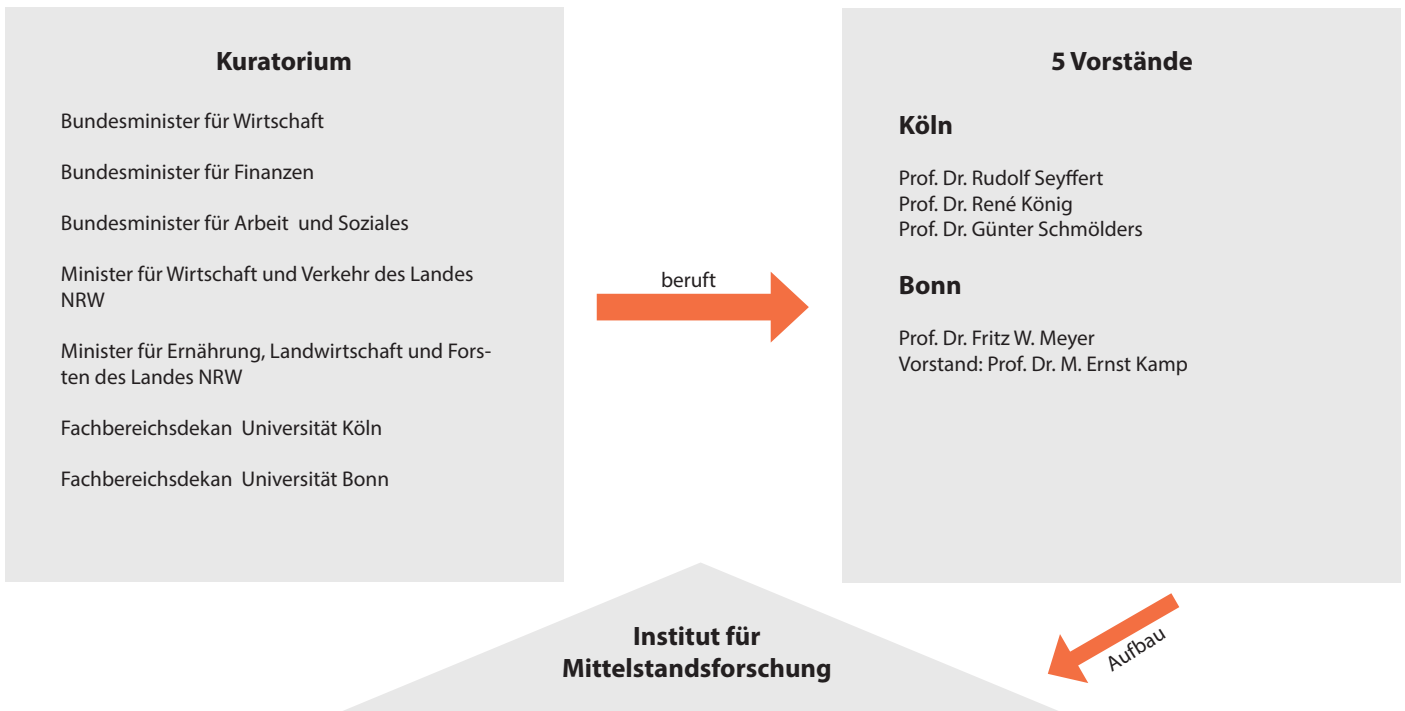 Kuratorium
Bundesminister für Wirtschaft
Bundesminister für Finanzen
Bundesminister für Arbeit und Soziales
Minister für Wirtschaft und Verkehr des Landes
NRW
Minister für Ernährung, Landwirtschaft und Fors-
ten des Landes NRW
Fachbereichsdekan Universität Köln
Fachbereichsdekan Universität Bonn
beruft
5 Vorstände
Köln
Prof. Dr. Rudolf Seyffert
Prof. Dr. René König
Prof. Dr. Günter Schmölders
Bonn
Prof. Dr. Fritz W. Meyer
Vorstand: Prof. Dr. M. Ernst Kamp
Aufbau
Institut für
Mittelstandsforschung